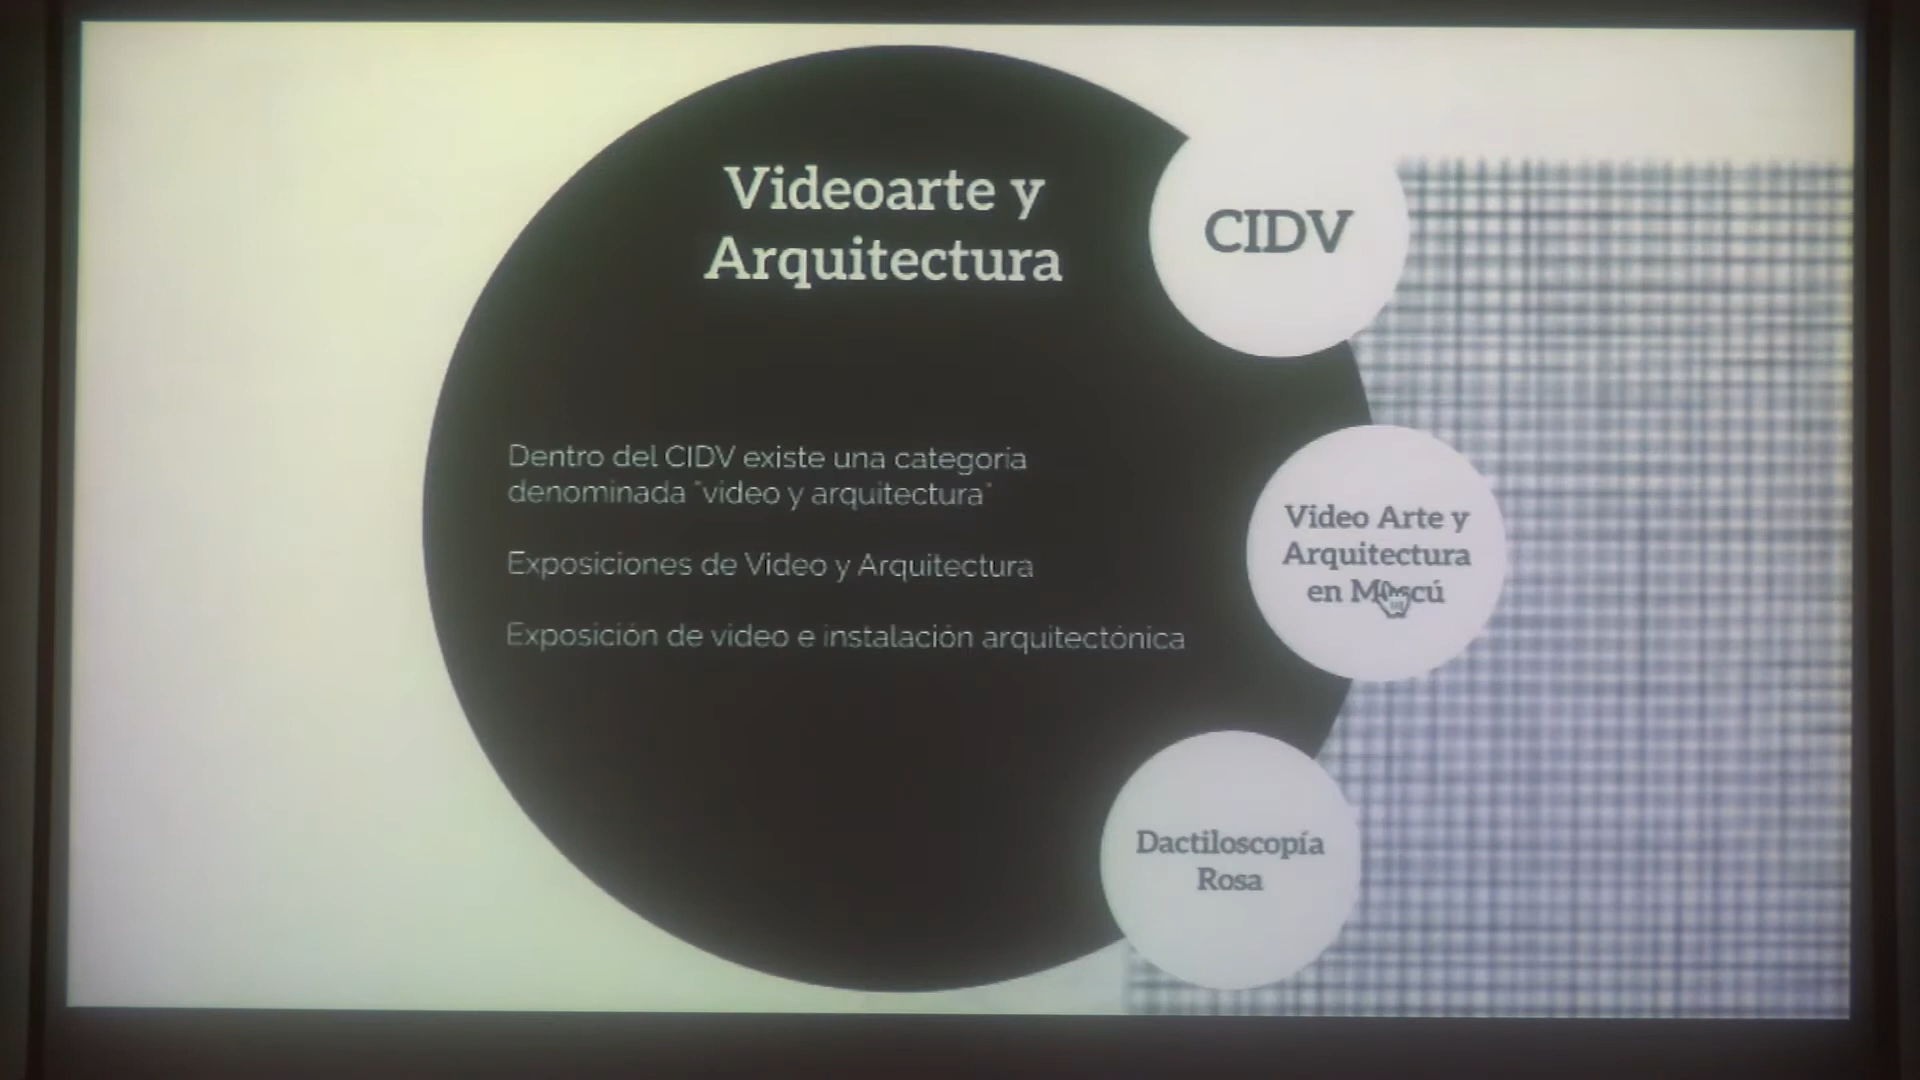 Videoarte y
Arquitectura
Dentro del CIDV existe una categoria
denominada "video y arquitectura"
Exposiciones de Video y Arquitectura
Exposición de video e instalación arquitectónica
CIDV
Video Arte y
Arquitectura
en Moscú
Dactiloscopía
Rosa